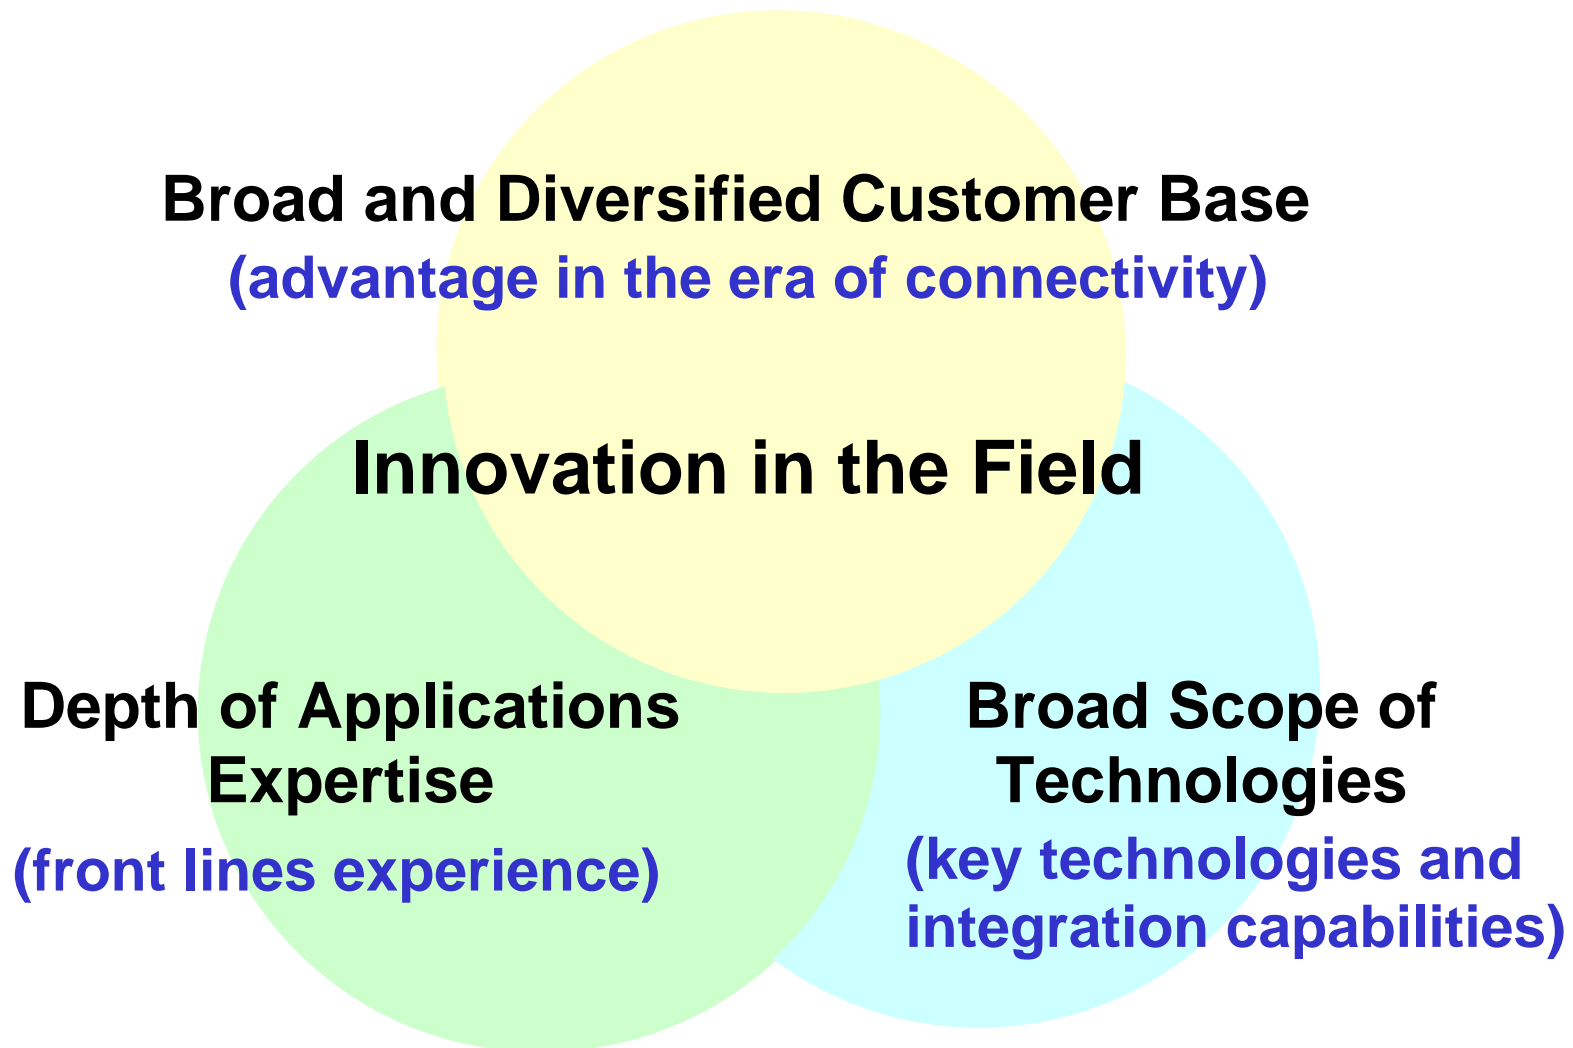 Broad and Diversified Customer Base
(advantage in the era of connectivity)
Innovation in the Field
Depth of Applications
Expertise
(front lines experience)
Broad Scope of
Technologies
(key technologies and
integration capabilities)